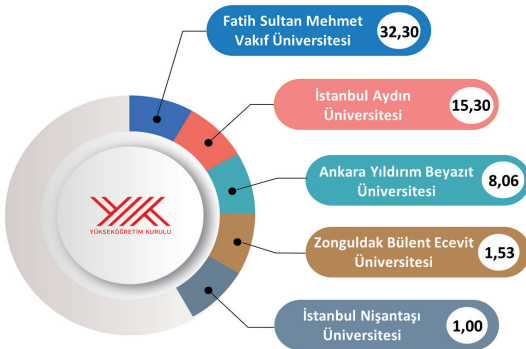 Fatih Sultan Mehmet
Vakıf Üniversitesi
32,30
İstanbul Aydın
Üniversitesi
15,30
Ankara Yıldırım Beyazıt
Üniversitesi
8,06
YÜKSEKÖĞRETİM KURULU
Zonguldak Bülent Ecevit
Üniversitesi
1,53
İstanbul Nişantaşı
Üniversitesi
1,00